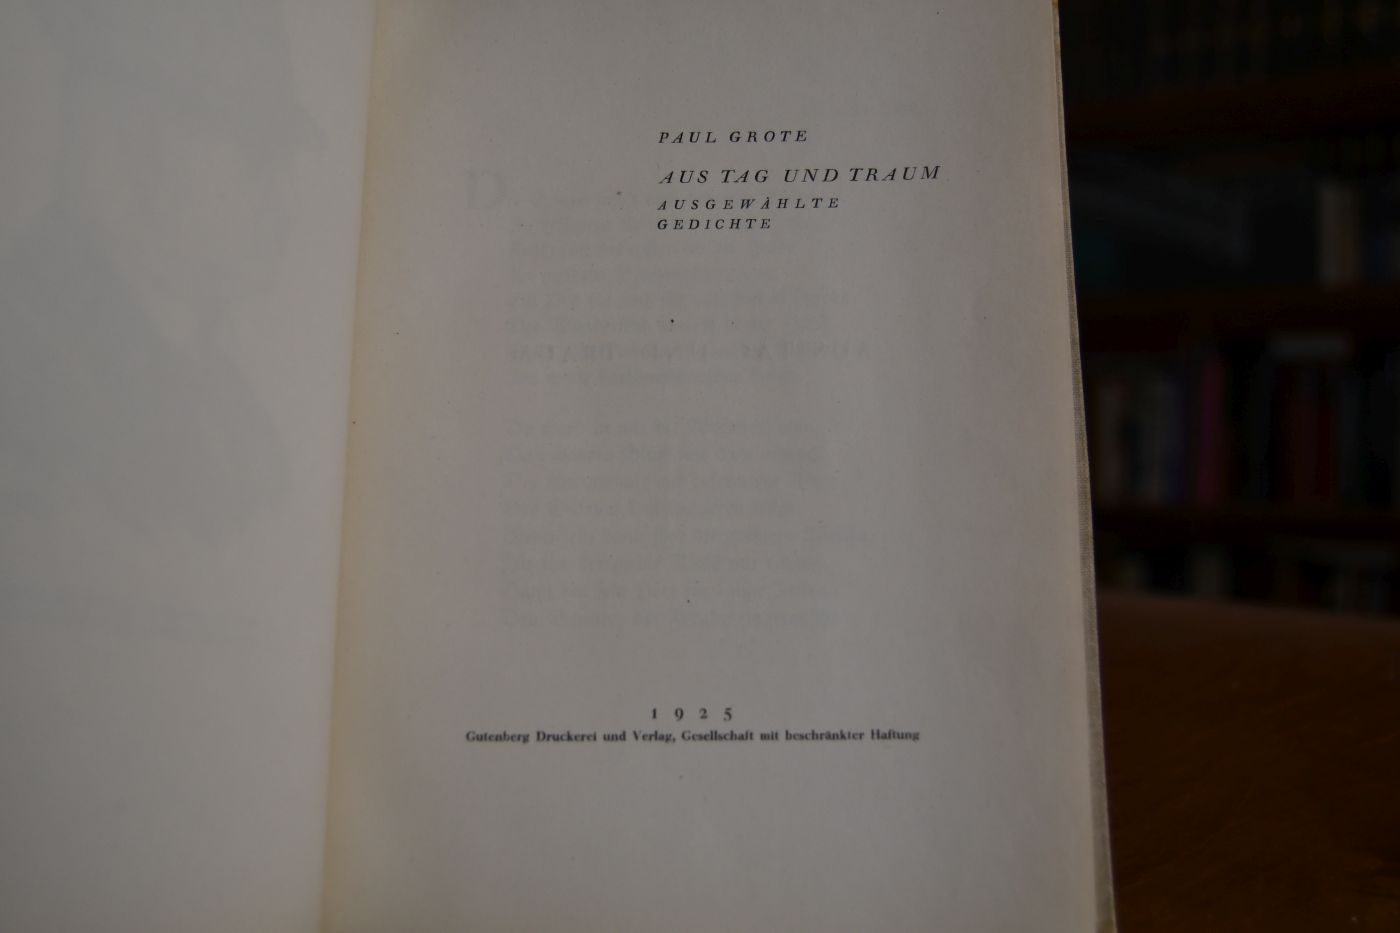 PAUL GROTE
AUS TAG UND TRAUM
AUSGEWÄHLTE
GEDICHTE
1925
Gutenberg Druckerei und Verlag, Gesellschaft mit beschränkter Haftung